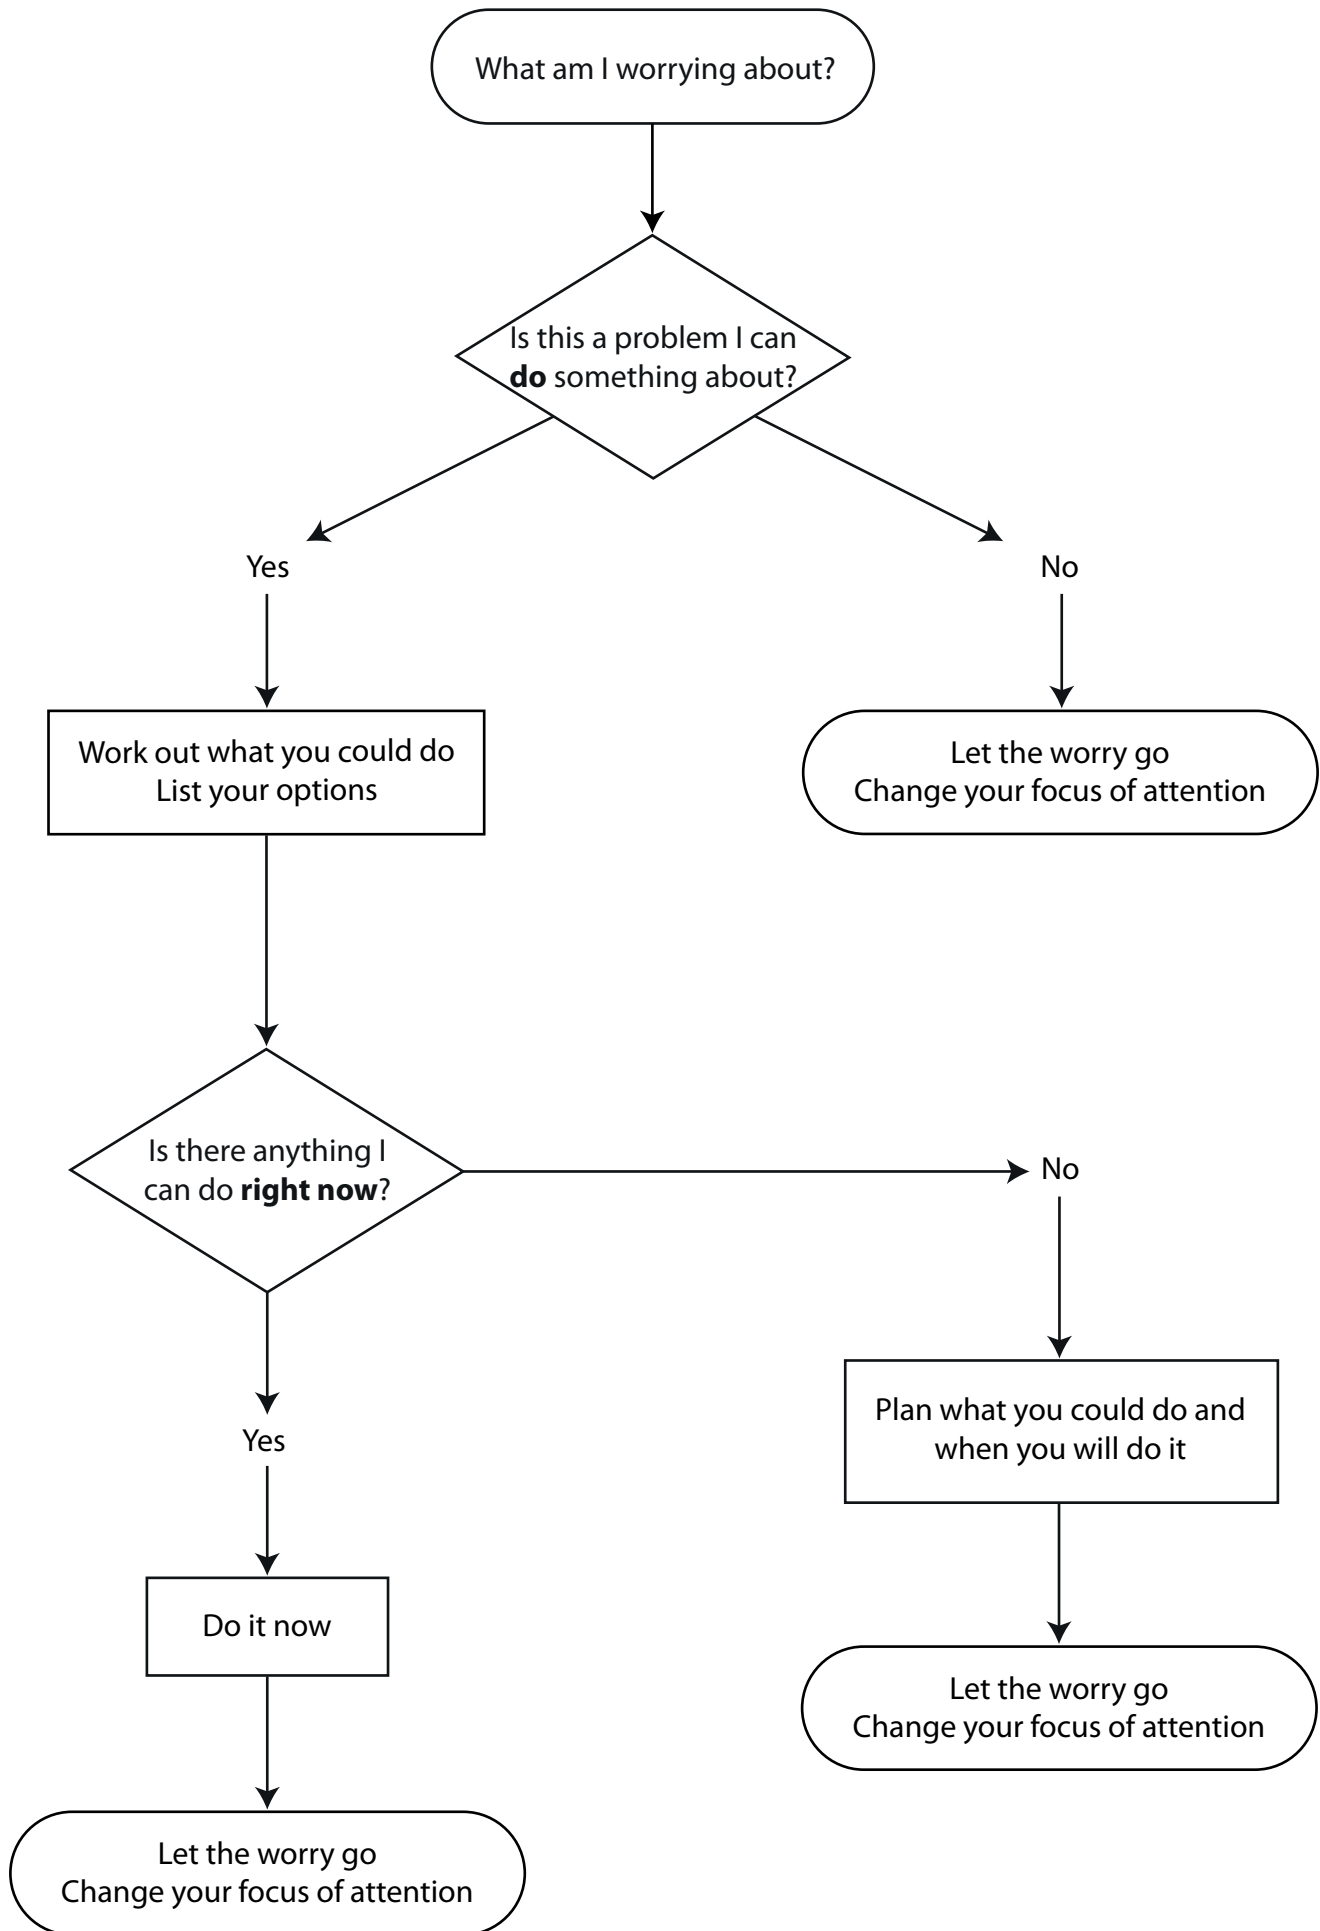 What am I worrying about?
Is this a problem I can
do something about?
Yes
No
Work out what you could do
List your options
Let the worry go
Change your focus of attention
Is there anything I
can do right now?
No
Yes
Plan what you could do and
when you will do it
Do it now
Let the worry go
Change your focus of attention
Let the worry go
Change your focus of attention